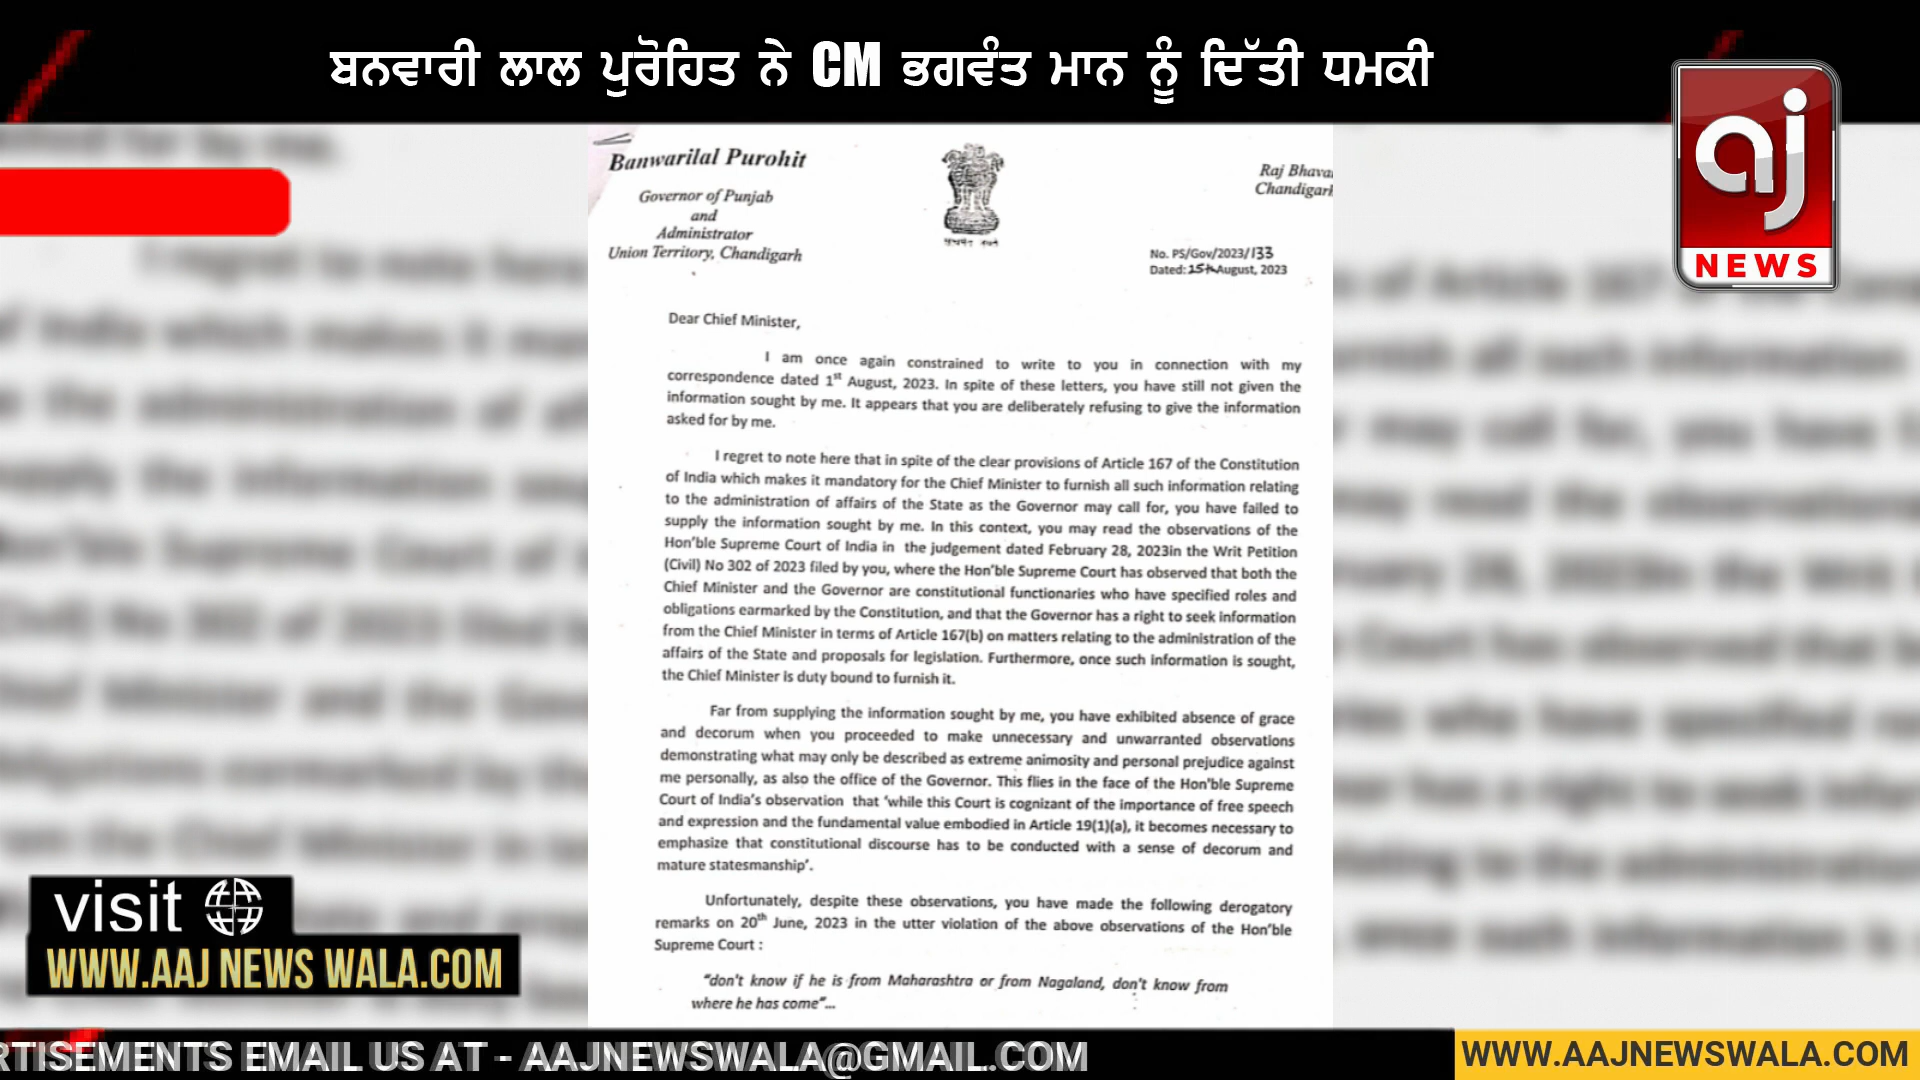 ਬਨਵਾਰੀ ਲਾਲ ਪੁਰੋਹਿਤ ਨੇ CM ਭਗਵੰਤ ਮਾਨ ਨੂੰ ਦਿੱਤੀ ਧਮਕੀ
aj
NEWS
Banwarilal Purohit
Governor of Punjab
and
Administrator
Union Territory, Chandigarh
Raj Bhava
Chandigarh
No. PS/Gov/2023/133
Dated: 15th August, 2023
Dear Chief Minister,
I am once again constrained to write to you in connection with my
correspondence dated 1st August, 2023. In spite of these letters, you have still not given the
information sought by me. It appears that you are deliberately refusing to give the information
asked for by me.
I regret to note here that in spite of the clear provisions of Article 167 of the Constitution
of India which makes it mandatory for the Chief Minister to furnish all such information relating
to the administration of affairs of the State as the Governor may call for, you have failed to
supply the information sought by me. In this context, you may read the observations of the
Hon'ble Supreme Court of India in the judgement dated February 28, 2023in the Writ Petition
(Civil) No 302 of 2023 filed by you, where the Hon'ble Supreme Court has observed that both the
Chief Minister and the Governor are constitutional functionaries who have specified roles and
obligations earmarked by the Constitution, and that the Governor has a right to seek information
from the Chief Minister in terms of Article 167(b) on matters relating to the administration of the
affairs of the State and proposals for legislation. Furthermore, once such information is sought,
the Chief Minister is duty bound to furnish it.
Far from supplying the information sought by me, you have exhibited absence of grace
and decorum when you proceeded to make unnecessary and unwarranted observations
demonstrating what may only be described as extreme animosity and personal prejudice against
me personally, as also the office of the Governor. This flies in the face of the Hon'ble Supreme
Court of India's observation that 'while this Court is cognizant of the importance of free speech
and expression and the fundamental value embodied in Article 19(1)(a), it becomes necessary to
emphasize that constitutional discourse has to be conducted with a sense of decorum and
mature statesmanship'.
Unfortunately, despite these observations, you have made the following derogatory
remarks on 20th June, 2023 in the utter violation of the above observations of the Hon'ble
Supreme Court :
"don't know if he is from Maharashtra or from Nagaland, don't know from
where he has come"...
visit
WWW.AAJ NEWS WALA.COM
RTISEMENTS EMAIL US AT - AAJNEWSWALA@GMAIL.COM
WWW.AAJNEWSWALA.COM